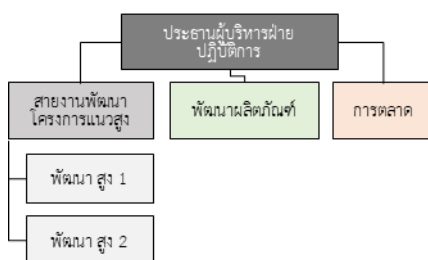 ประธานผู้บริหารฝ่าย
ปฏิบัติการ
สายงานพัฒนา
โครงการแนวสูง
พัฒนาผลิตภัณฑ์
การตลาด
พัฒนา สูง 1
พัฒนา สูง 2